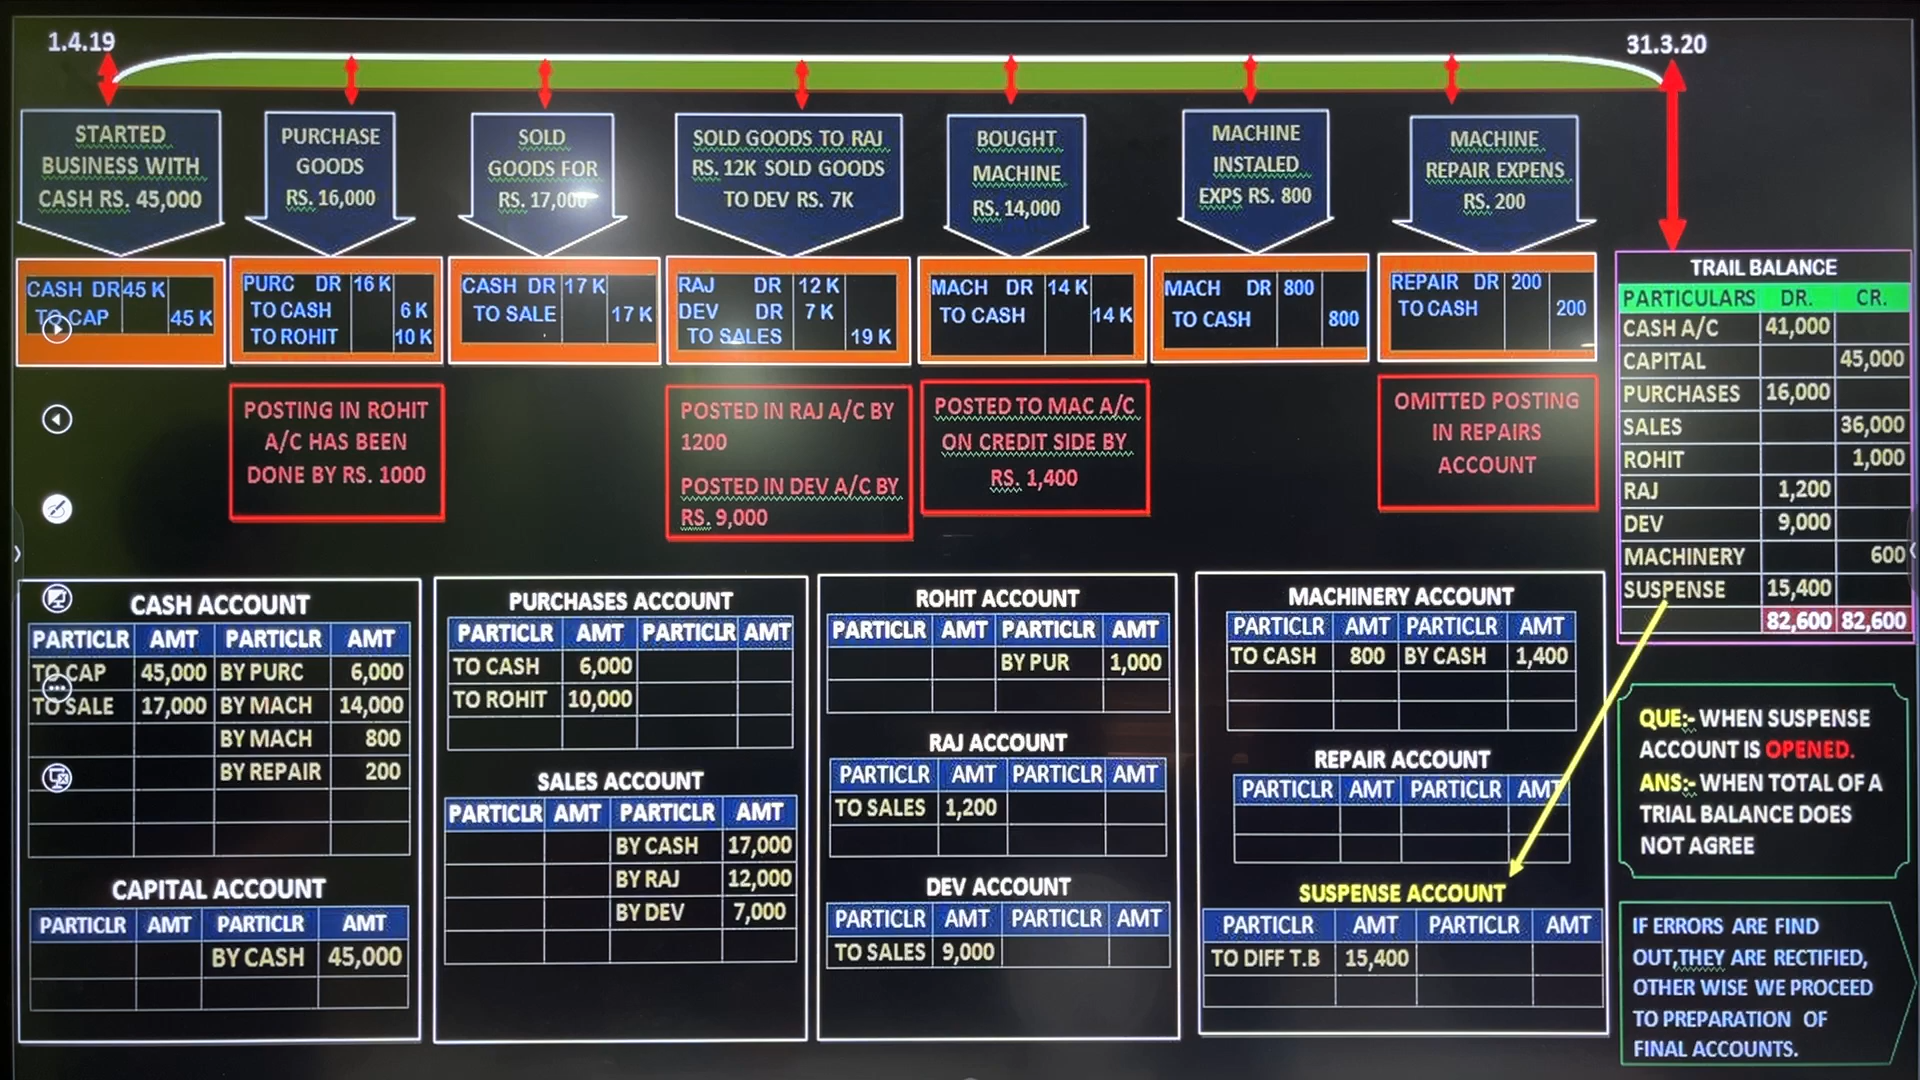 1.4.19
31.3.20
STARTED
BUSINESS WITH
CASH RS. 45,000
PURCHASE
GOODS
RS. 16,000
SOLD
GOODS FOR
RS. 17,000
SOLD GOODS TO RAJ
RS. 12K SOLD GOODS
TO DEV RS. 7K
BOUGHT
MACHINE
RS. 14,000
MACHINE
INSTALED
EXPS RS. 800
MACHINE
REPAIR EXPENS
RS. 200
CASH DR 45 K
TO CAP 45 K
PURC DR 16 K
TO CASH 6 K
TO ROHIT 10 K
CASH DR 17 K
TO SALE 17 K
RAJ DR 12 K
DEV DR 7 K
TO SALES 19 K
MACH DR 14 K
TO CASH 14 K
MACH DR 800
TO CASH 800
REPAIR DR 200
TO CASH 200
POSTING IN ROHIT
A/C HAS BEEN
DONE BY RS. 1000
POSTED IN RAJ A/C BY
1200
POSTED IN DEV A/C BY
RS. 9,000
POSTED TO MAC A/C
ON CREDIT SIDE BY
RS. 1,400
OMITTED POSTING
IN REPAIRS
ACCOUNT
TRAIL BALANCE
PARTICULARS DR. CR.
CASH A/C 41,000
CAPITAL 45,000
PURCHASES 16,000
SALES 36,000
ROHIT 1,000
RAJ 1,200
DEV 9,000
MACHINERY 600
SUSPENSE 15,400
82,600 82,600
CASH ACCOUNT
PARTICLR AMT PARTICLR AMT
TO CAP 45,000 BY PURC 6,000
TO SALE 17,000 BY MACH 14,000
BY MACH 800
BY REPAIR 200
CAPITAL ACCOUNT
PARTICLR AMT PARTICLR AMT
BY CASH 45,000
PURCHASES ACCOUNT
PARTICLR AMT PARTICLR AMT
TO CASH 6,000
TO ROHIT 10,000
SALES ACCOUNT
PARTICLR AMT PARTICLR AMT
BY CASH 17,000
BY RAJ 12,000
BY DEV 7,000
ROHIT ACCOUNT
PARTICLR AMT PARTICLR AMT
BY PUR 1,000
RAJ ACCOUNT
PARTICLR AMT PARTICLR AMT
TO SALES 1,200
DEV ACCOUNT
PARTICLR AMT PARTICLR AMT
TO SALES 9,000
MACHINERY ACCOUNT
PARTICLR AMT PARTICLR AMT
TO CASH 800 BY CASH 1,400
REPAIR ACCOUNT
PARTICLR AMT PARTICLR AMT
SUSPENSE ACCOUNT
PARTICLR AMT PARTICLR AMT
TO DIFF T.B 15,400
QUE:- WHEN SUSPENSE
ACCOUNT IS OPENED.
ANS:- WHEN TOTAL OF A
TRIAL BALANCE DOES
NOT AGREE
IF ERRORS ARE FIND
OUT,THEY ARE RECTIFIED,
OTHER WISE WE PROCEED
TO PREPARATION OF
FINAL ACCOUNTS.